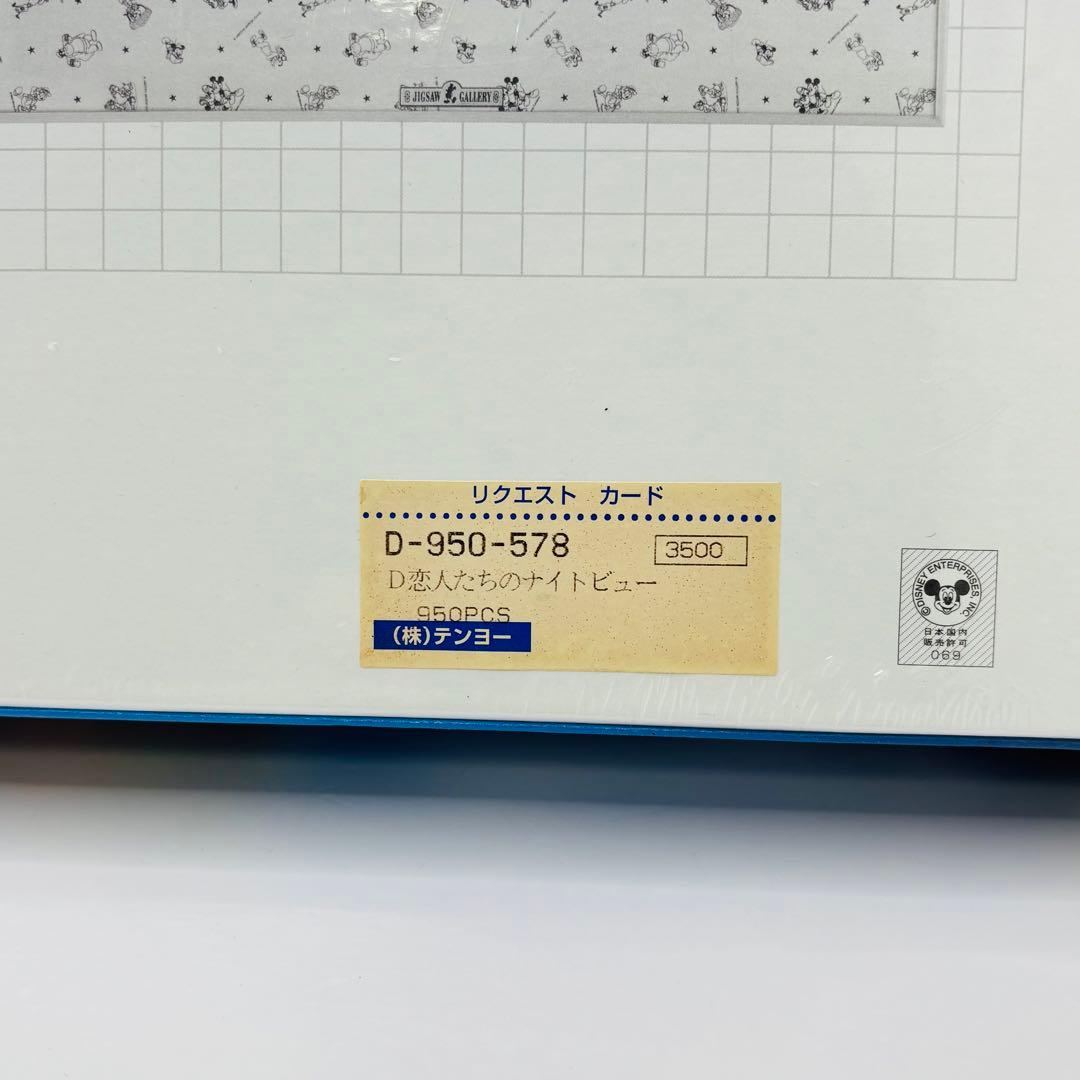 JIGSAW GALLERY
リクエスト カード
D-950-578
3500
D恋人たちのナイトビュー
950PCS
(株)テンヨー
©DISNEY ENTERPRISES, INC.
日本国内
販売許可
069